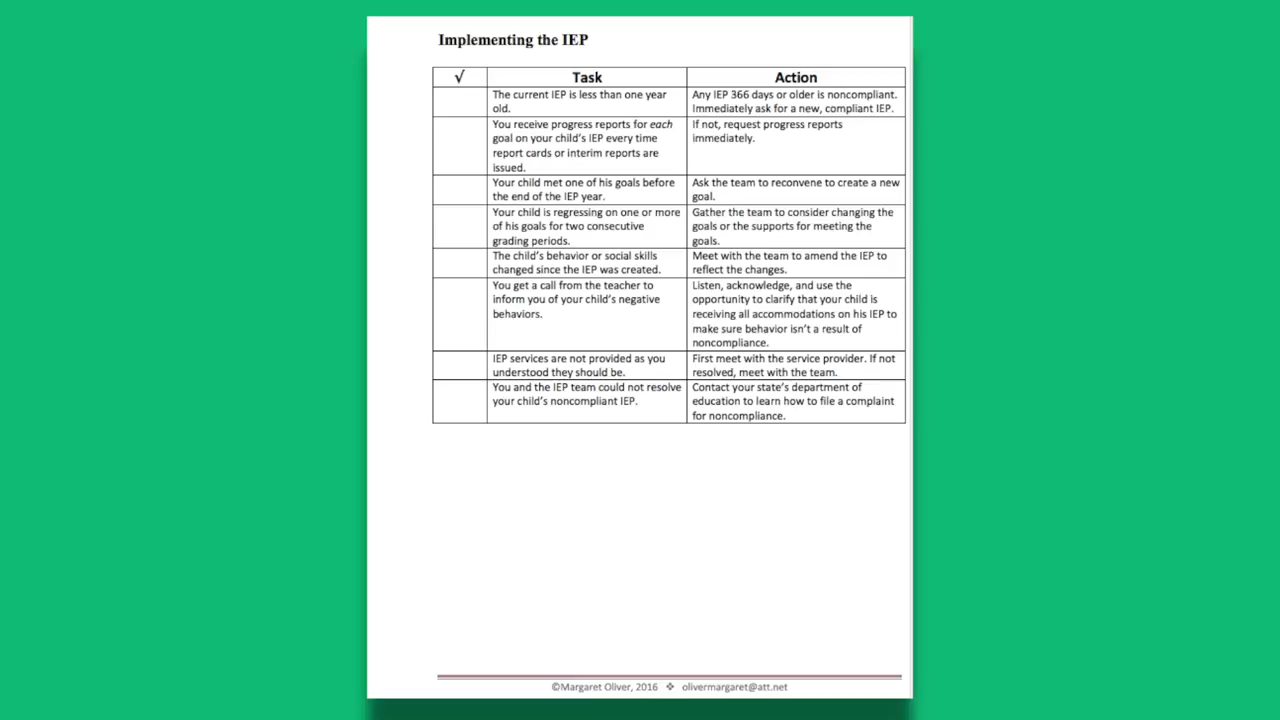 Implementing the IEP
√ Task Action
The current IEP is less than one year
old.
Any IEP 366 days or older is noncompliant.
Immediately ask for a new, compliant IEP.
You receive progress reports for each
goal on your child's IEP every time
report cards or interim reports are
issued.
If not, request progress reports
immediately.
Your child met one of his goals before
the end of the IEP year.
Ask the team to reconvene to create a new
goal.
Your child is regressing on one or more
of his goals for two consecutive
grading periods.
Gather the team to consider changing the
goals or the supports for meeting the
goals.
The child's behavior or social skills
changed since the IEP was created.
Meet with the team to amend the IEP to
reflect the changes.
You get a call from the teacher to
inform you of your child's negative
behaviors.
Listen, acknowledge, and use the
opportunity to clarify that your child is
receiving all accommodations on his IEP to
make sure behavior isn't a result of
noncompliance.
IEP services are not provided as you
understood they should be.
First meet with the service provider. If not
resolved, meet with the team.
You and the IEP team could not resolve
your child's noncompliant IEP.
Contact your state's department of
education to learn how to file a complaint
for noncompliance.
©Margaret Oliver, 2016 ❖ olivermargaret@att.net